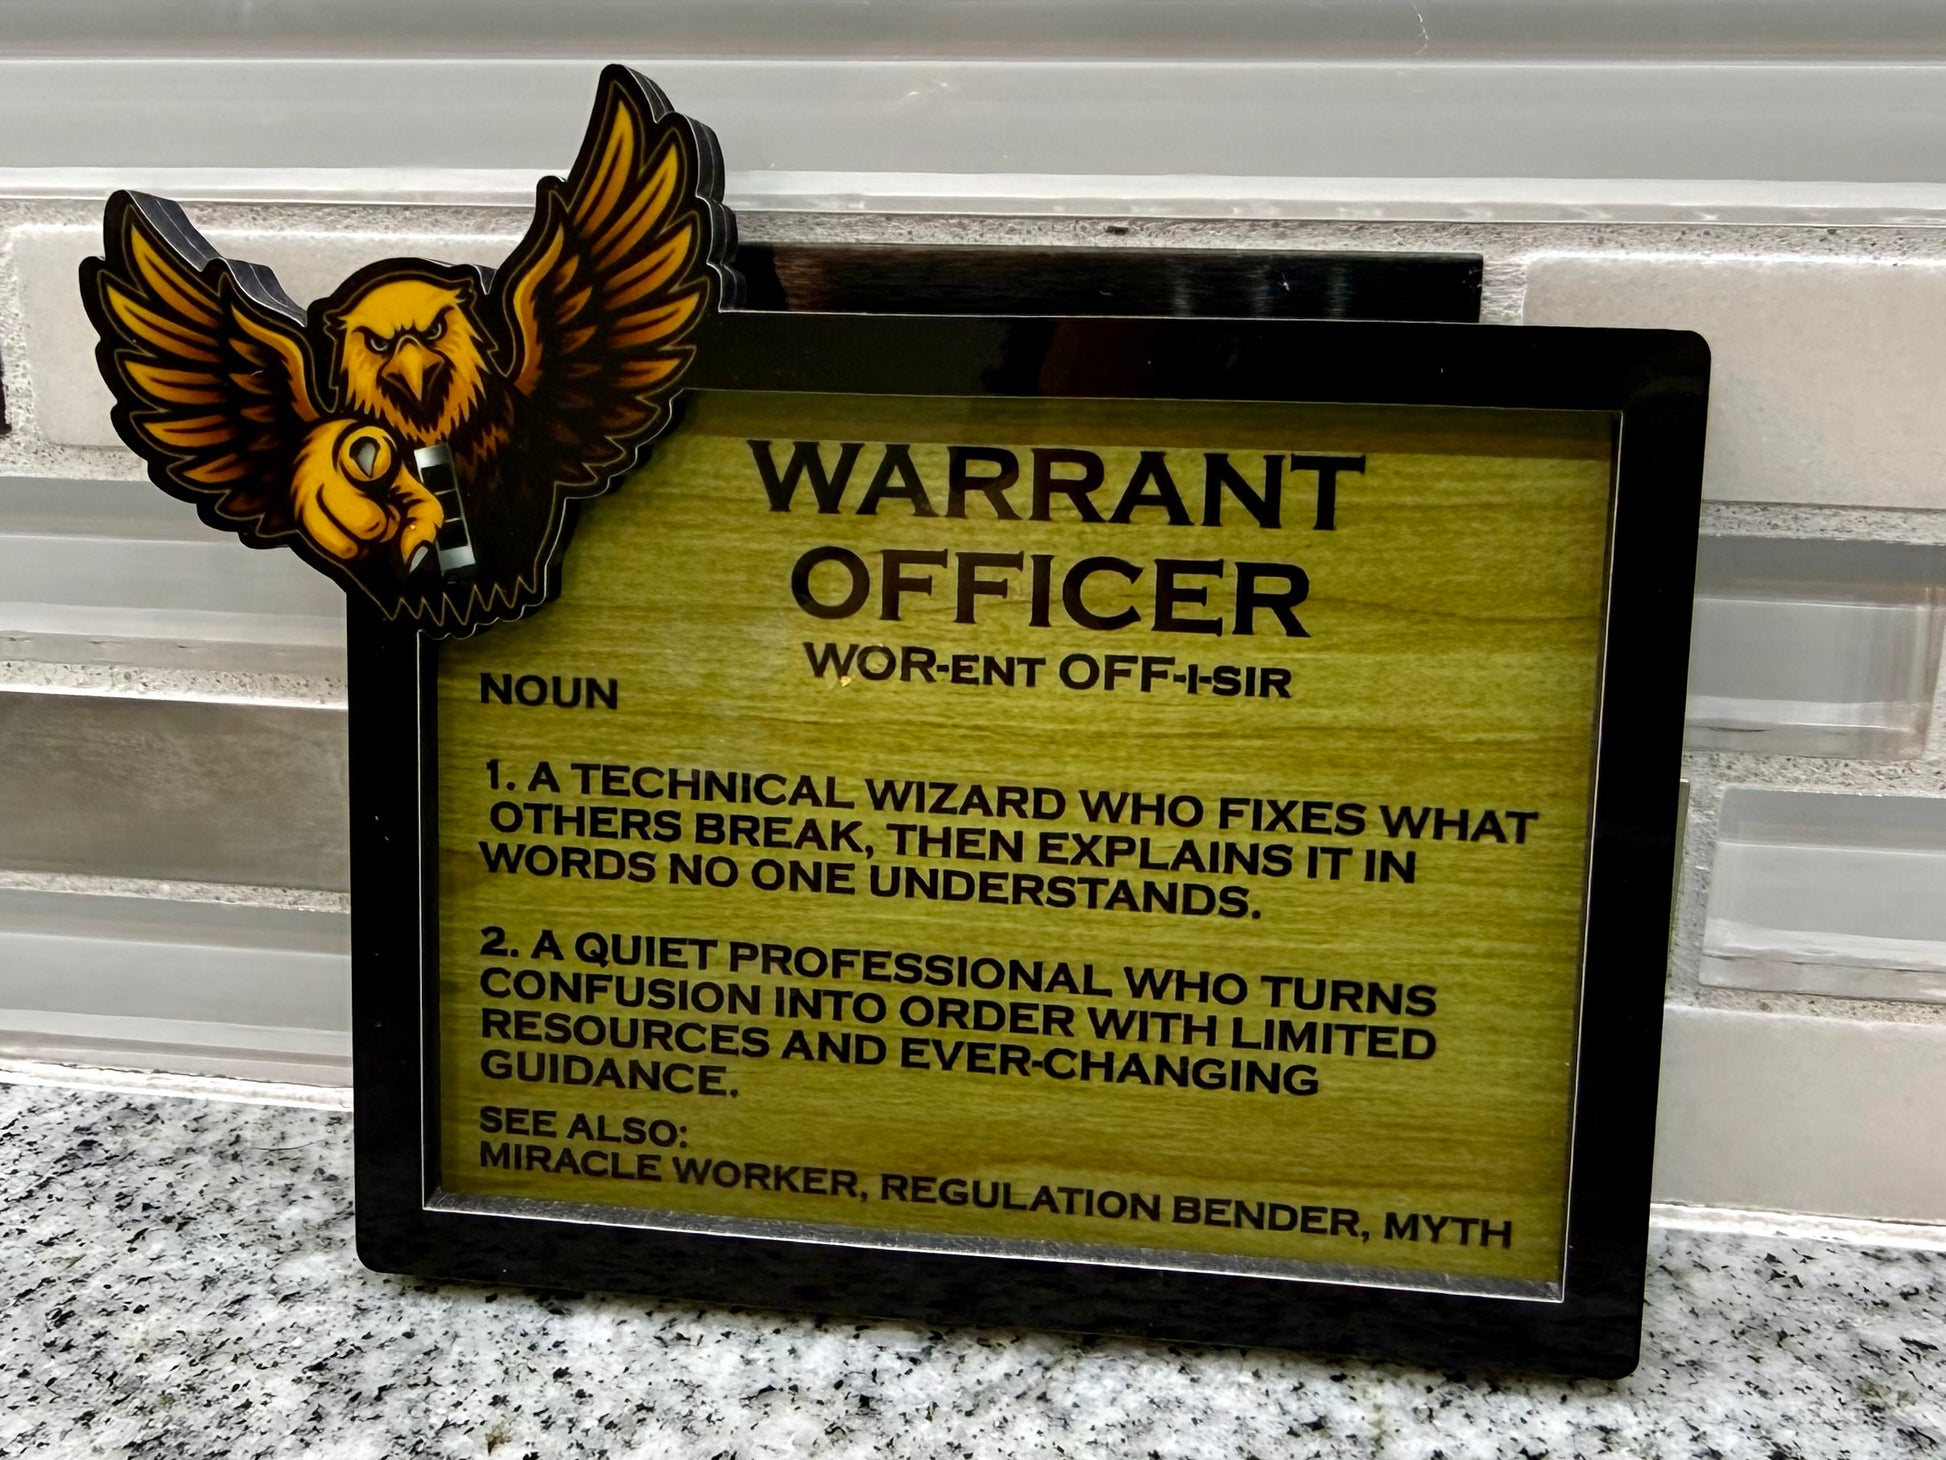 WARRANT
OFFICER
WOR-ENT OFF-I-SIR
NOUN
1. A TECHNICAL WIZARD WHO FIXES WHAT
OTHERS BREAK, THEN EXPLAINS IT IN
WORDS NO ONE UNDERSTANDS.
2. A QUIET PROFESSIONAL WHO TURNS
CONFUSION INTO ORDER WITH LIMITED
RESOURCES AND EVER-CHANGING
GUIDANCE.
SEE ALSO:
MIRACLE WORKER, REGULATION BENDER, MYTH